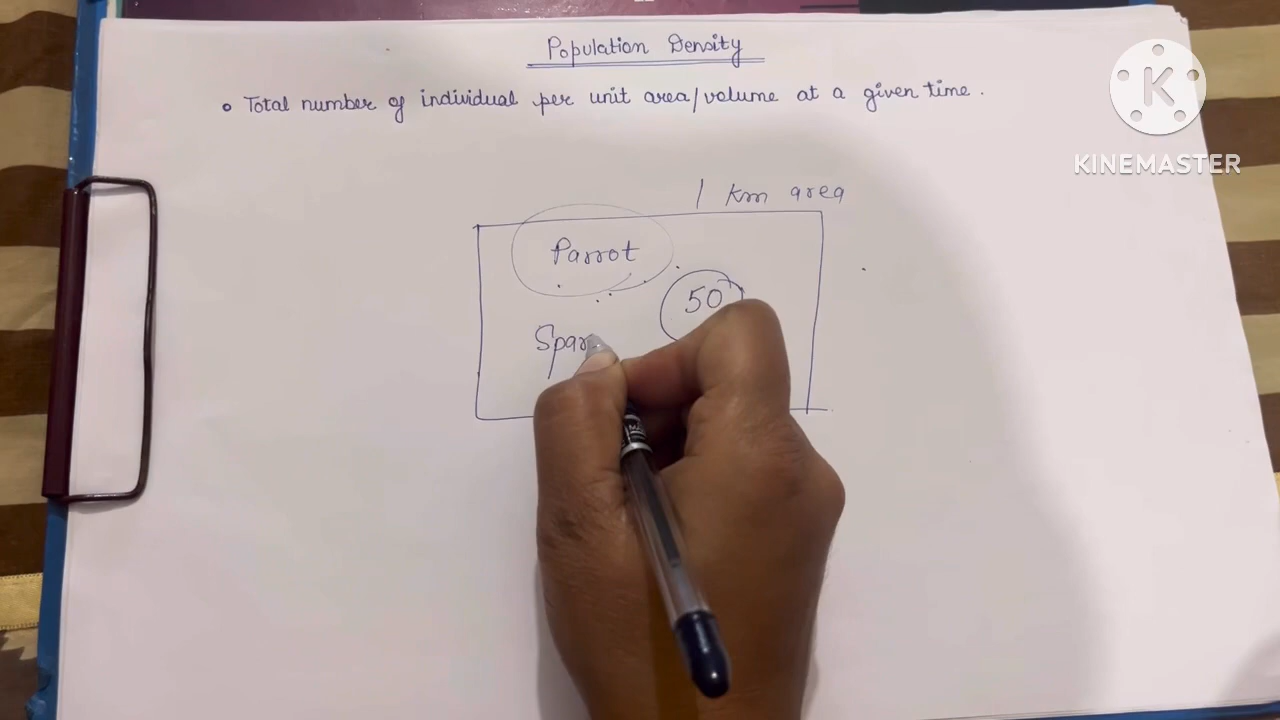 Population Density
• Total number of individual per unit area/volume at a given time.
K
KINEMASTER
1 km area
Parrot
50
Spar